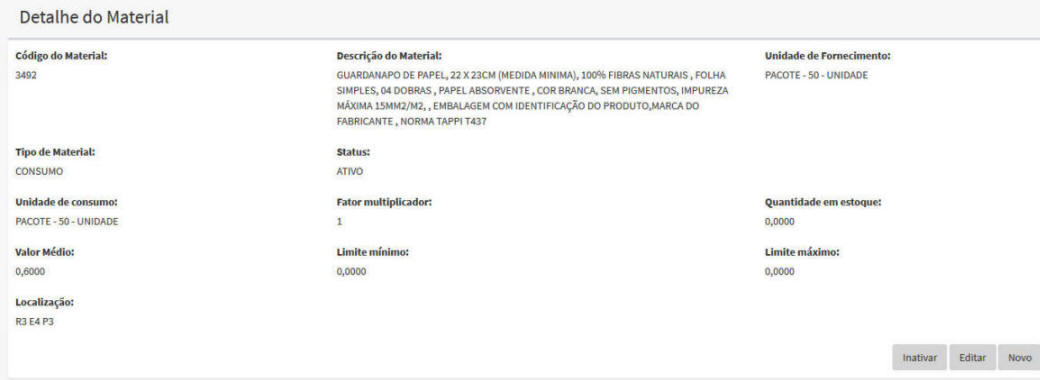 Detalhe do Material
Código do Material:
3492
Descrição do Material:
GUARDANAPO DE PAPEL, 22 X 23CM (MEDIDA MINIMA), 100% FIBRAS NATURAIS , FOLHA
SIMPLES, 04 DOBRAS , PAPEL ABSORVENTE , COR BRANCA, SEM PIGMENTOS, IMPUREZA
MÁXIMA 15MM2/M2, , EMBALAGEM COM IDENTIFICAÇÃO DO PRODUTO,MARCA DO
FABRICANTE , NORMA TAPPI T437
Unidade de Fornecimento:
PACOTE - 50 - UNIDADE
Tipo de Material:
CONSUMO
Status:
ATIVO
Unidade de consumo:
PACOTE - 50 - UNIDADE
Fator multiplicador:
1
Quantidade em estoque:
0,0000
Valor Médio:
0,6000
Limite mínimo:
0,0000
Limite máximo:
0,0000
Localização:
R3 E4 P3
Inativar
Editar
Novo